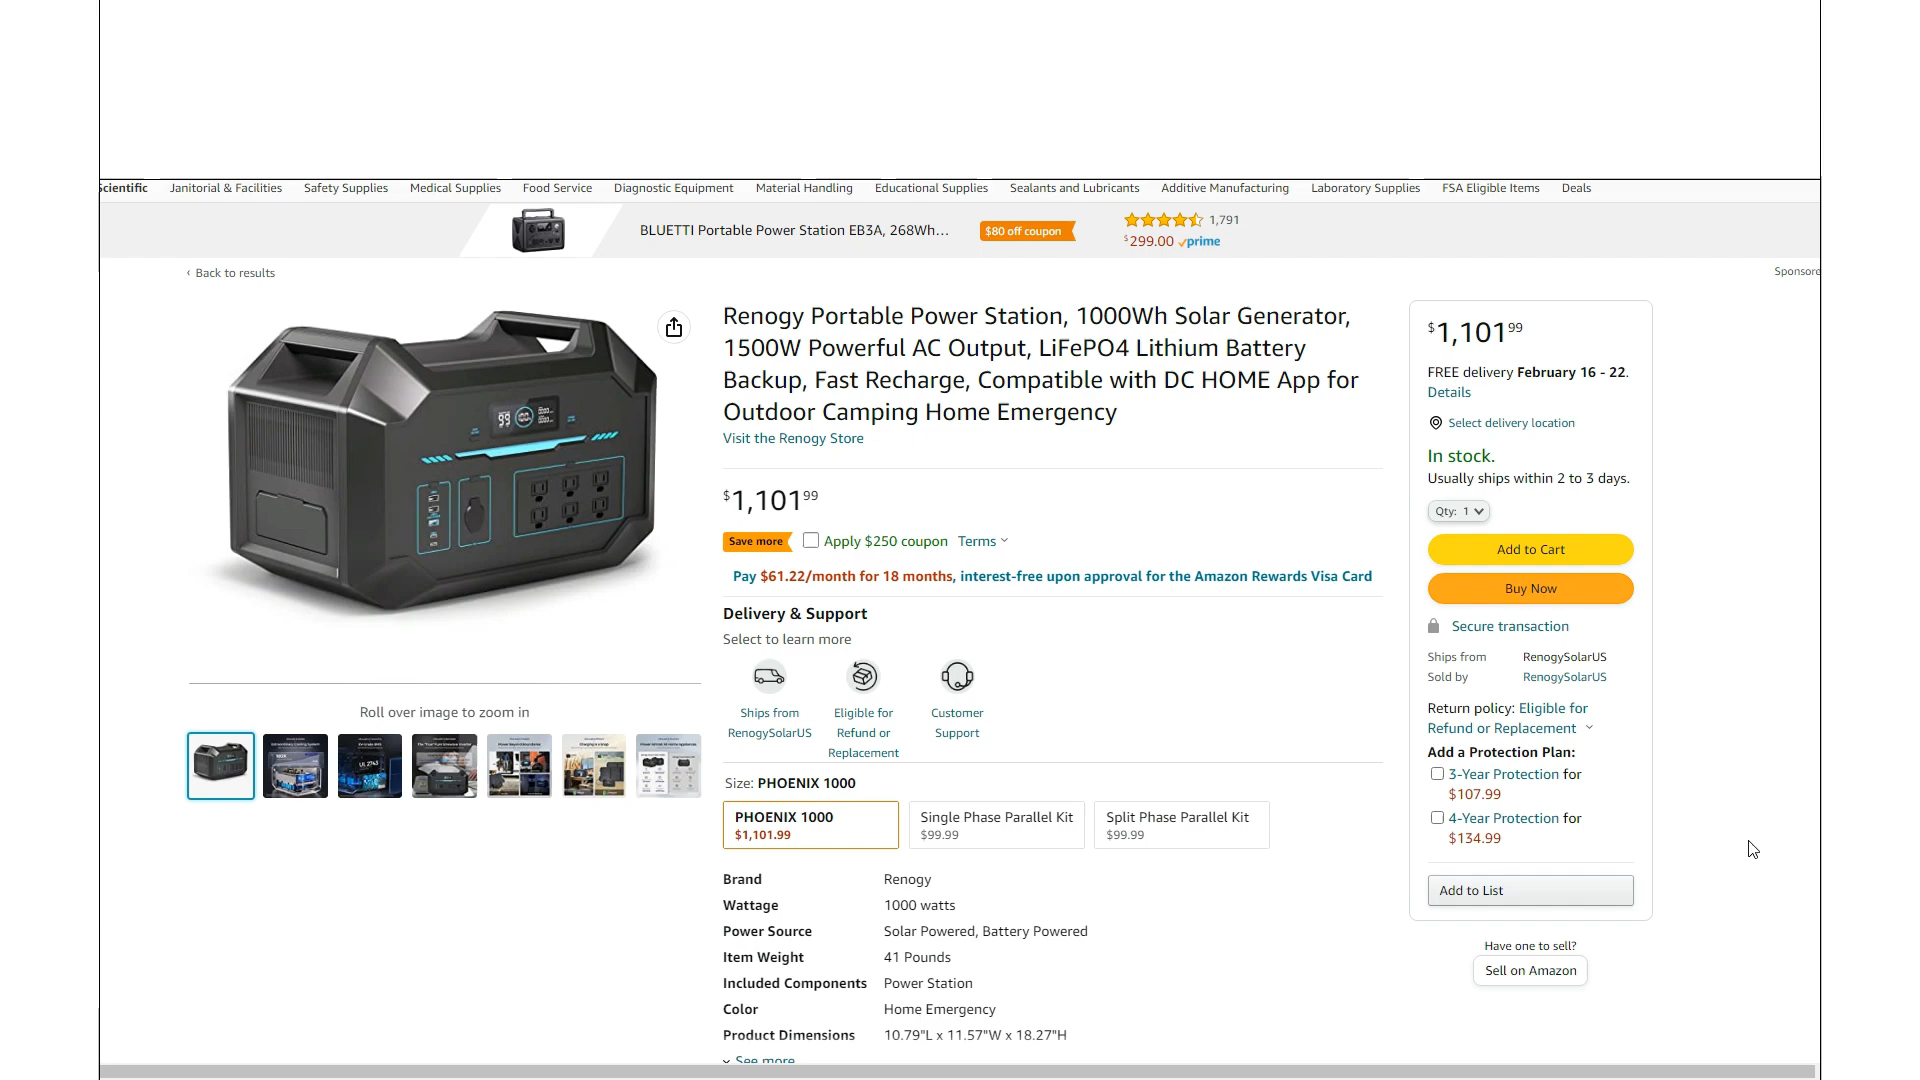 Scientific Janitorial & Facilities Safety Supplies Medical Supplies Food Service Diagnostic Equipment Material Handling Educational Supplies Sealants and Lubricants Additive Manufacturing Laboratory Supplies FSA Eligible Items Deals
BLUETTI Portable Power Station EB3A, 268Wh...
$80 off coupon
1,791
$299.00 prime
‹ Back to results
Sponsore
Renogy Portable Power Station, 1000Wh Solar Generator,
1500W Powerful AC Output, LiFePO4 Lithium Battery
Backup, Fast Recharge, Compatible with DC HOME App for
Outdoor Camping Home Emergency
Visit the Renogy Store
$1,101 99
Save more Apply $250 coupon Terms
Pay $61.22/month for 18 months, interest-free upon approval for the Amazon Rewards Visa Card
Delivery & Support
Select to learn more
Ships from
RenogySolarUS
Eligible for
Refund or
Replacement
Customer
Support
Roll over image to zoom in
UL 2743
Size: PHOENIX 1000
PHOENIX 1000
$1,101.99
Single Phase Parallel Kit
$99.99
Split Phase Parallel Kit
$99.99
Brand Renogy
Wattage 1000 watts
Power Source Solar Powered, Battery Powered
Item Weight 41 Pounds
Included Components Power Station
Color Home Emergency
Product Dimensions 10.79"L x 11.57"W x 18.27"H
See more
$1,101 99
FREE delivery February 16 - 22.
Details
Select delivery location
In stock.
Usually ships within 2 to 3 days.
Qty: 1
Add to Cart
Buy Now
Secure transaction
Ships from RenogySolarUS
Sold by RenogySolarUS
Return policy: Eligible for
Refund or Replacement
Add a Protection Plan:
3-Year Protection for
$107.99
4-Year Protection for
$134.99
Add to List
Have one to sell?
Sell on Amazon